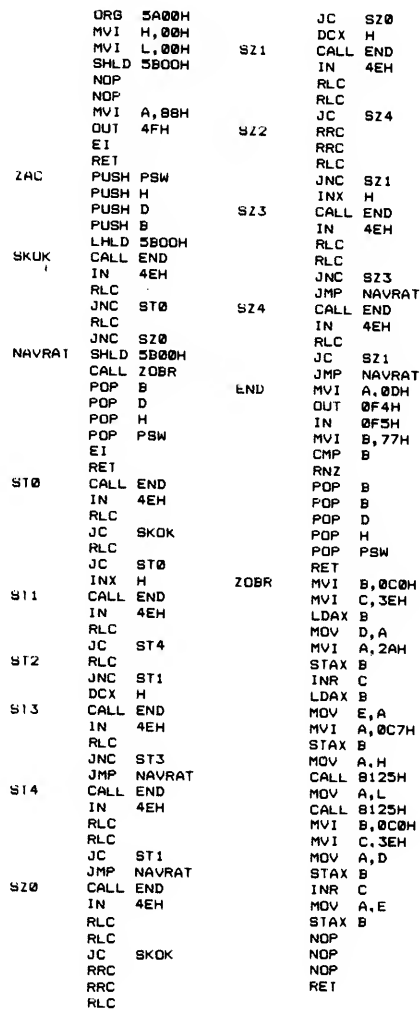 ORG 5A00H
MVI H,00H
MVI L,00H
SHLD 5B00H
NOP
NOP
MVI A,88H
OUT 4FH
EI
RET
ZAC PUSH PSW
PUSH H
PUSH D
PUSH B
LHLD 5B00H
SKOK CALL END
IN 4EH
RLC
JNC ST0
RLC
JNC SZ0
NAVRAT SHLD 5B00H
CALL ZOBR
POP B
POP D
POP H
POP PSW
EI
RET
ST0 CALL END
IN 4EH
RLC
JC SKOK
RLC
JC ST0
INX H
ST1 CALL END
IN 4EH
RLC
JC ST4
ST2 RLC
JNC ST1
DCX H
ST3 CALL END
IN 4EH
RLC
JNC ST3
JMP NAVRAT
ST4 CALL END
IN 4EH
RLC
RLC
JC ST1
JMP NAVRAT
SZ0 CALL END
IN 4EH
RLC
RLC
JC SKOK
RRC
RRC
RLC
JC SZ0
DCX H
SZ1 CALL END
IN 4EH
RLC
RLC
JC SZ4
SZ2 RRC
RRC
RLC
JNC SZ1
INX H
SZ3 CALL END
IN 4EH
RLC
RLC
JNC SZ3
JMP NAVRAT
SZ4 CALL END
IN 4EH
RLC
JC SZ1
JMP NAVRAT
END MVI A,0DH
OUT 0F4H
IN 0F5H
MVI B,77H
CMP B
RNZ
POP B
POP B
POP D
POP H
POP PSW
RET
ZOBR MVI B,0C0H
MVI C,3EH
LDAX B
MOV D,A
MVI A,2AH
STAX B
INR C
LDAX B
MOV E,A
MVI A,0C7H
STAX B
MOV A,H
CALL 8125H
MOV A,L
CALL 8125H
MVI B,0C0H
MVI C,3EH
MOV A,D
STAX B
INR C
MOV A,E
STAX B
NOP
NOP
NOP
RET